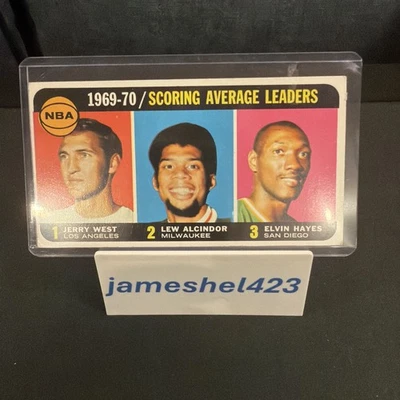 1969-70/SCORING AVERAGE LEADERS
NBA
1 JERRY WEST
LOS ANGELES
2 LEW ALCINDOR
MILWAUKEE
3 ELVIN HAYES
SAN DIEGO
jameshel423